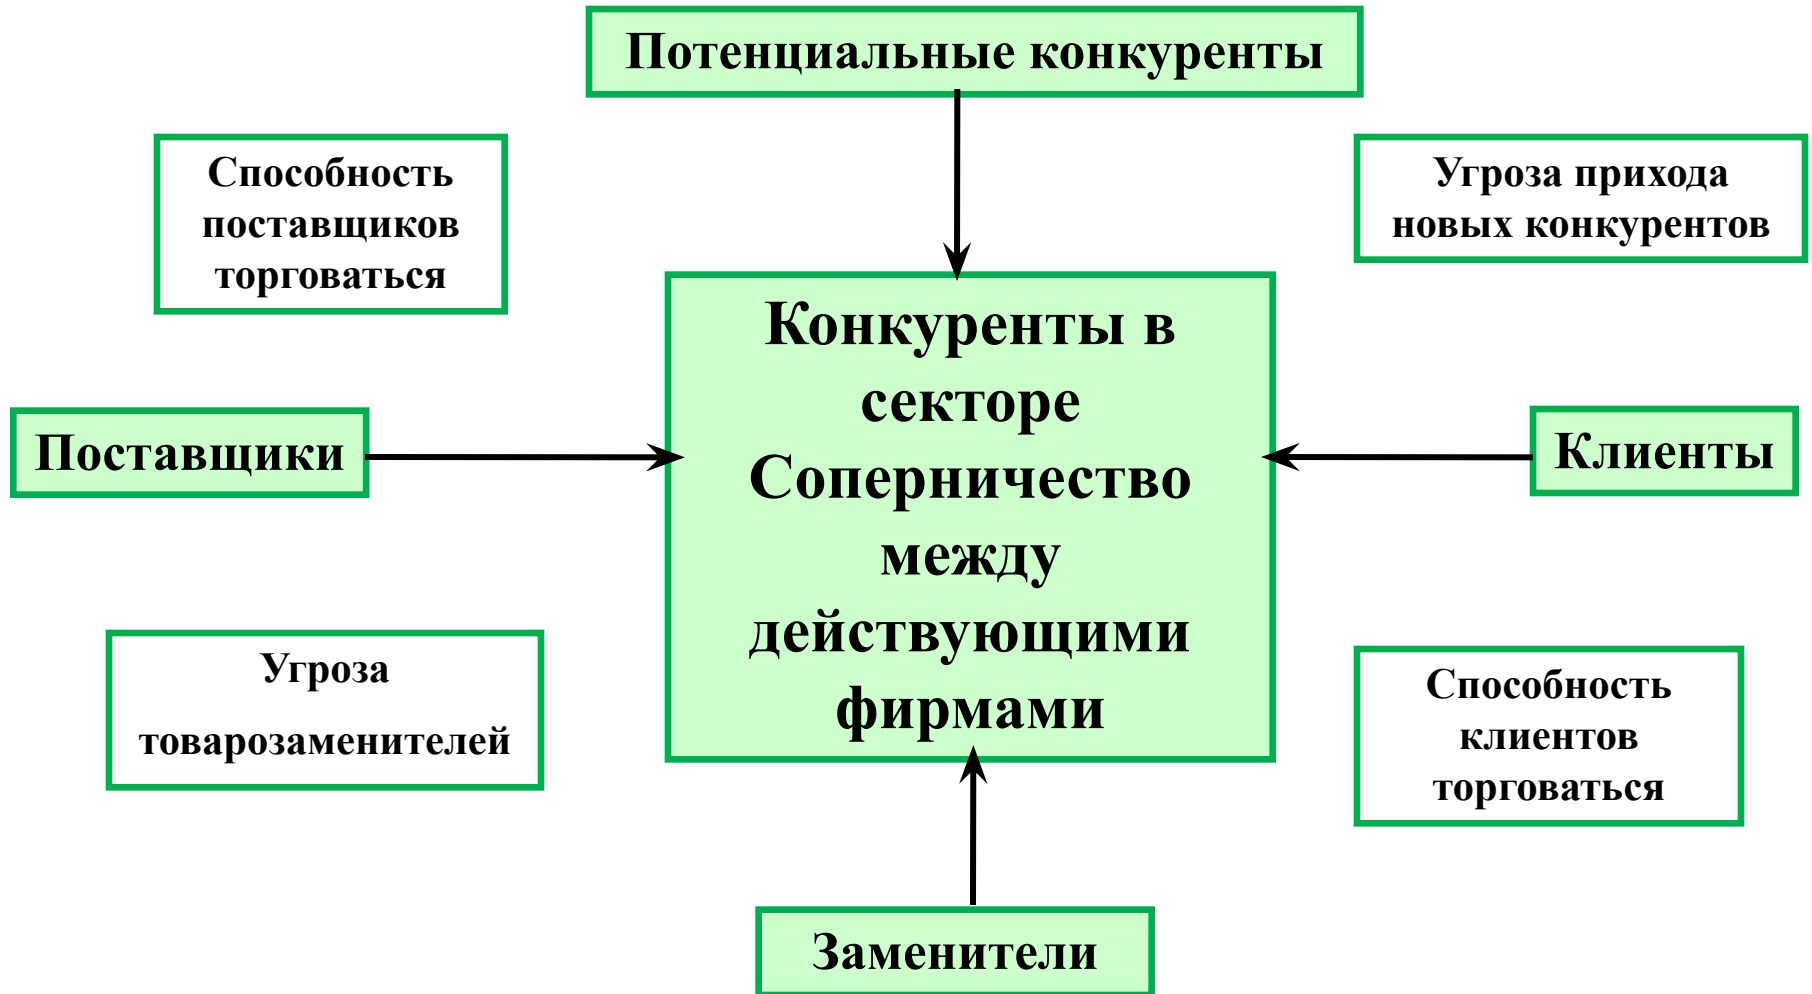 Потенциальные конкуренты
Способность
поставщиков
торговаться
Угроза прихода
новых конкурентов
Конкуренты в
секторе
Соперничество
между
действующими
фирмами
Поставщики
Клиенты
Угроза
товарозаменителей
Способность
клиентов
торговаться
Заменители